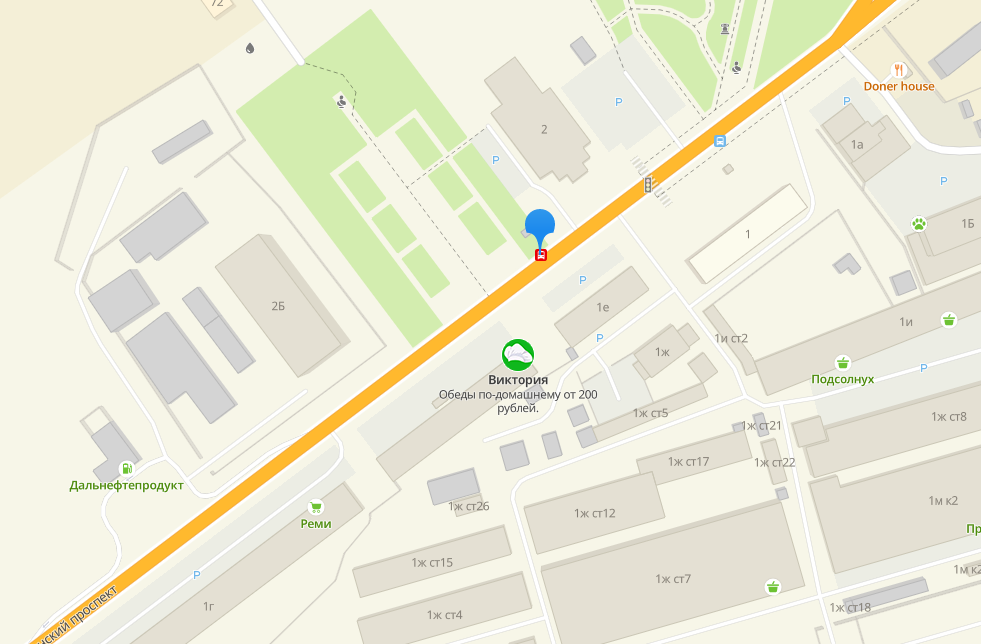 72
P
Doner house
P
2
1а
P
P
1Б
1
P
2Б
1е
1и
P
1и ст2
1ж
Виктория
Обеды по-домашнему от 200
рублей.
Подсолнух
P
1ж ст5
1ж ст21
1ж ст8
1ж ст17
1ж ст22
Дальнефтепродукт
1ж ст26
1м к2
1ж ст12
Реми
Пр
1ж ст15
P
1ж ст7
1м к2
1г
1ж ст4
1ж ст18
нский проспект